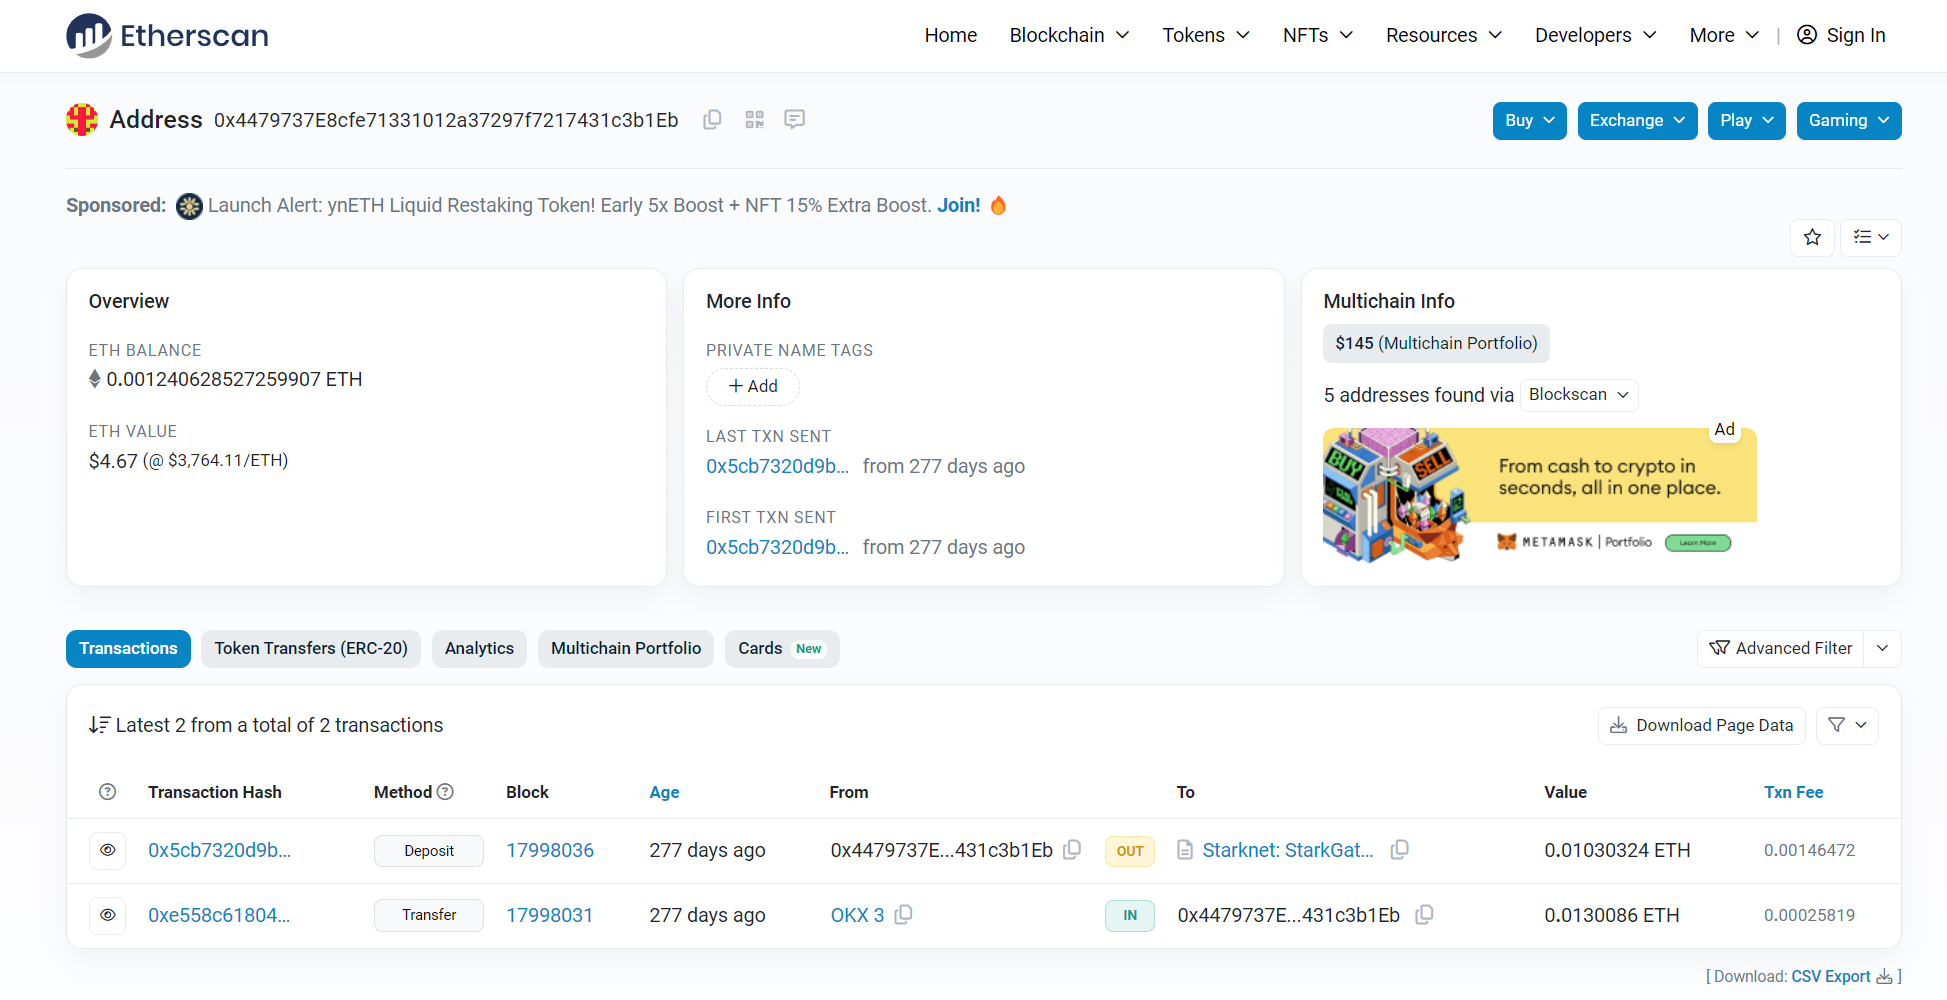 Etherscan
Home Blockchain Tokens NFTs Resources Developers More | Sign In
Address 0x4479737E8cfe71331012a37297f7217431c3b1Eb
Buy Exchange Play Gaming
Sponsored: Launch Alert: ynETH Liquid Restaking Token! Early 5x Boost + NFT 15% Extra Boost. Join!
Overview
ETH BALANCE
0.001240628527259907 ETH
ETH VALUE
$4.67 (@ $3,764.11/ETH)
More Info
PRIVATE NAME TAGS
+ Add
LAST TXN SENT
0x5cb7320d9b... from 277 days ago
FIRST TXN SENT
0x5cb7320d9b... from 277 days ago
Multichain Info
$145 (Multichain Portfolio)
5 addresses found via Blockscan
Ad
BUY SELL
From cash to crypto in
seconds, all in one place.
METAMASK | Portfolio Learn More
Transactions Token Transfers (ERC-20) Analytics Multichain Portfolio Cards New
Advanced Filter
Latest 2 from a total of 2 transactions
Download Page Data
Transaction Hash Method Block Age From To Value Txn Fee
0x5cb7320d9b... Deposit 17998036 277 days ago 0x4479737E...431c3b1Eb OUT Starknet: StarkGat... 0.01030324 ETH 0.00146472
0xe558c61804... Transfer 17998031 277 days ago OKX 3 IN 0x4479737E...431c3b1Eb 0.0130086 ETH 0.00025819
[ Download: CSV Export ]